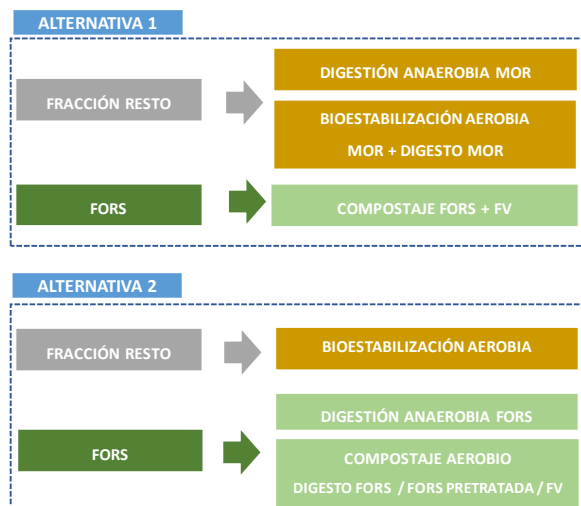 ALTERNATIVA 1
FRACCIÓN RESTO
DIGESTIÓN ANAEROBIA MOR
BIOESTABILIZACIÓN AEROBIA
MOR + DIGESTO MOR
FORS
COMPOSTAJE FORS + FV
ALTERNATIVA 2
FRACCIÓN RESTO
BIOESTABILIZACIÓN AEROBIA
FORS
DIGESTIÓN ANAEROBIA FORS
COMPOSTAJE AEROBIO
DIGESTO FORS / FORS PRETRATADA / FV